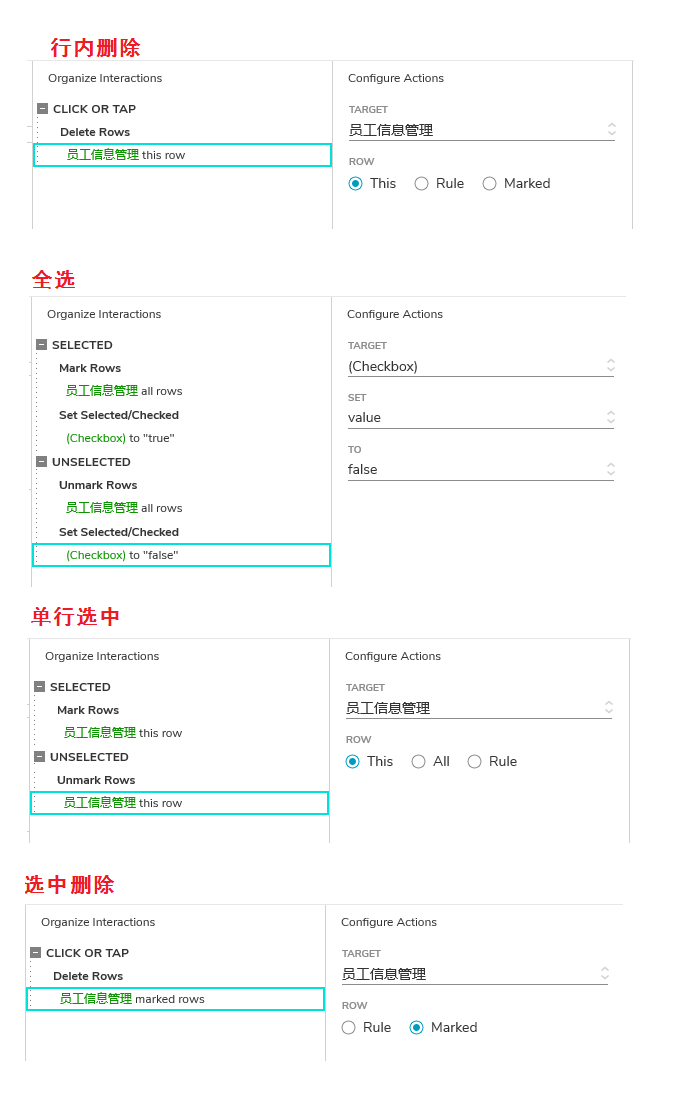 行内删除
Organize Interactions
Configure Actions
CLICK OR TAP
TARGET
Delete Rows
员工信息管理
员工信息管理 this row
ROW
This Rule Marked
全选
Organize Interactions
Configure Actions
SELECTED
TARGET
Mark Rows
(Checkbox)
员工信息管理 all rows
SET
Set Selected/Checked
value
(Checkbox) to "true"
TO
UNSELECTED
false
Unmark Rows
员工信息管理 all rows
Set Selected/Checked
(Checkbox) to "false"
单行选中
Organize Interactions
Configure Actions
SELECTED
TARGET
Mark Rows
员工信息管理
员工信息管理 this row
ROW
UNSELECTED
This All Rule
Unmark Rows
员工信息管理 this row
选中删除
Organize Interactions
Configure Actions
CLICK OR TAP
TARGET
Delete Rows
员工信息管理
员工信息管理 marked rows
ROW
Rule Marked